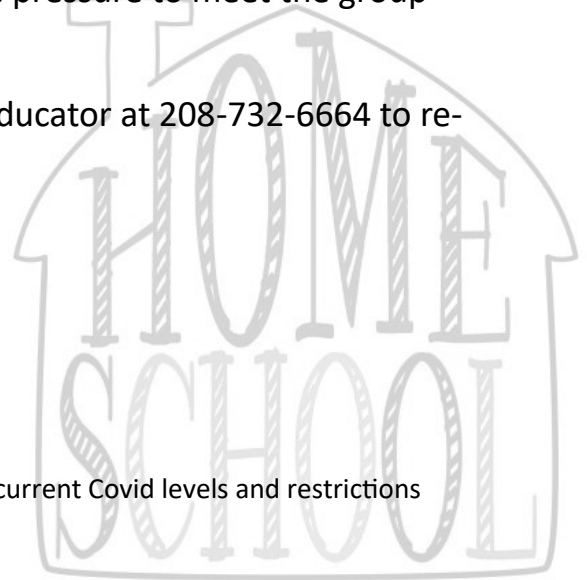 pressure to meet the group
ducator at 208-732-6664 to re-
HOME
SCHOOL
current Covid levels and restrictions